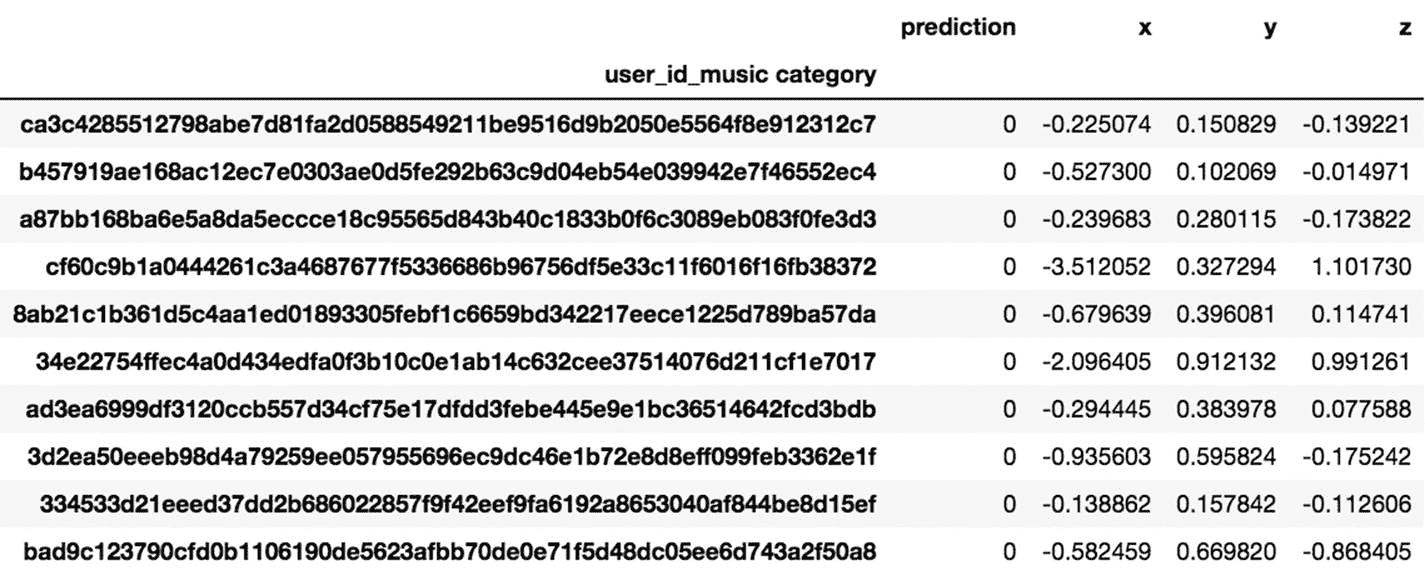 prediction x y z
user_id_music category
ca3c4285512798abe7d81fa2d0588549211be9516d9b2050e5564f8e912312c7 0 -0.225074 0.150829 -0.139221
b457919ae168ac12ec7e0303ae0d5fe292b63c9d04eb54e039942e7f46552ec4 0 -0.527300 0.102069 -0.014971
a87bb168ba6e5a8da5eccce18c95565d843b40c1833b0f6c3089eb083f0fe3d3 0 -0.239683 0.280115 -0.173822
cf60c9b1a0444261c3a4687677f5336686b96756df5e33c11f6016f16fb38372 0 -3.512052 0.327294 1.101730
8ab21c1b361d5c4aa1ed01893305febf1c6659bd342217eece1225d789ba57da 0 -0.679639 0.396081 0.114741
34e22754ffec4a0d434edfa0f3b10c0e1ab14c632cee37514076d211cf1e7017 0 -2.096405 0.912132 0.991261
ad3ea6999df3120ccb557d34cf75e17dfdd3febe445e9e1bc36514642fcd3bdb 0 -0.294445 0.383978 0.077588
3d2ea50eeeb98d4a79259ee057955696ec9dc46e1b72e8d8eff099feb3362e1f 0 -0.935603 0.595824 -0.175242
334533d21eeed37dd2b686022857f9f42eef9fa6192a8653040af844be8d15ef 0 -0.138862 0.157842 -0.112606
bad9c123790cfd0b1106190de5623afbb70de0e71f5d48dc05ee6d743a2f50a8 0 -0.582459 0.669820 -0.868405